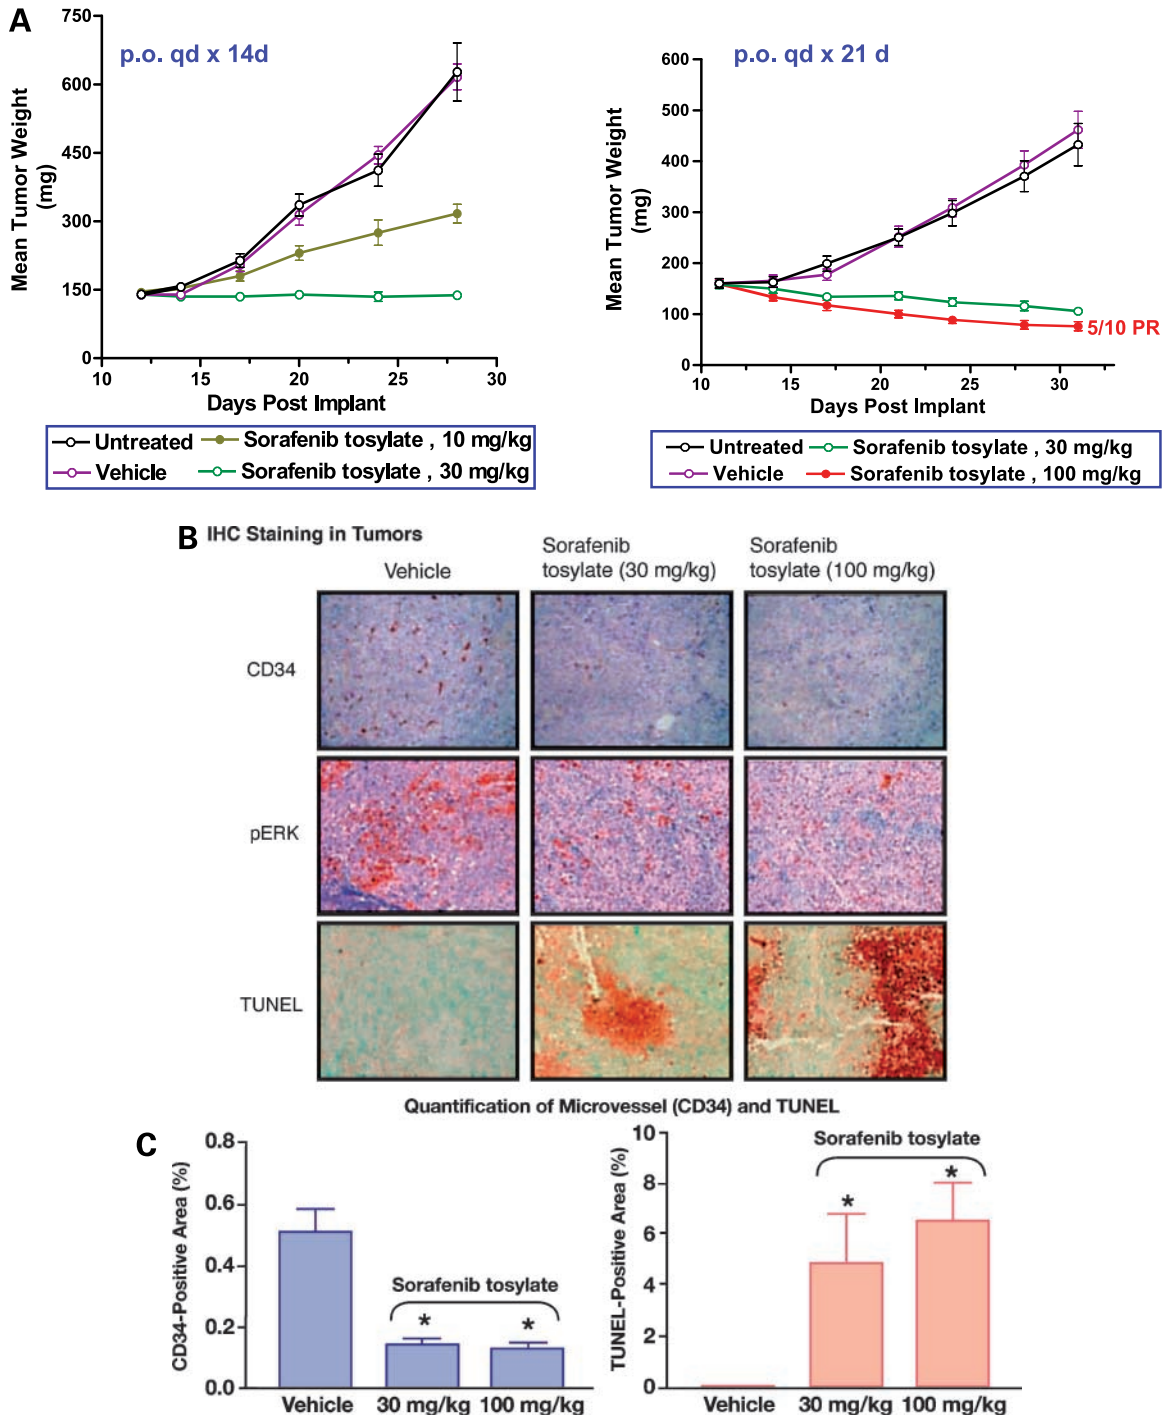 A
p.o. qd x 14d
Mean Tumor Weight
(mg)
750
600
450
300
150
0
10
15
20
25
30
Days Post Implant
Untreated
Sorafenib tosylate , 10 mg/kg
Vehicle
Sorafenib tosylate , 30 mg/kg
p.o. qd x 21 d
Mean Tumor Weight
(mg)
600
500
400
300
200
100
0
5/10 PR
10
15
20
25
30
Days Post Implant
Untreated
Sorafenib tosylate , 30 mg/kg
Vehicle
Sorafenib tosylate , 100 mg/kg
B
IHC Staining in Tumors
Vehicle
Sorafenib
tosylate (30 mg/kg)
Sorafenib
tosylate (100 mg/kg)
CD34
pERK
TUNEL
Quantification of Microvessel (CD34) and TUNEL
C
CD34-Positive Area (%)
0.8
0.6
0.4
0.2
0.0
Sorafenib tosylate
*
*
Vehicle
30 mg/kg
100 mg/kg
TUNEL-Positive Area (%)
10
8
6
4
2
0
Sorafenib tosylate
*
*
Vehicle
30 mg/kg
100 mg/kg